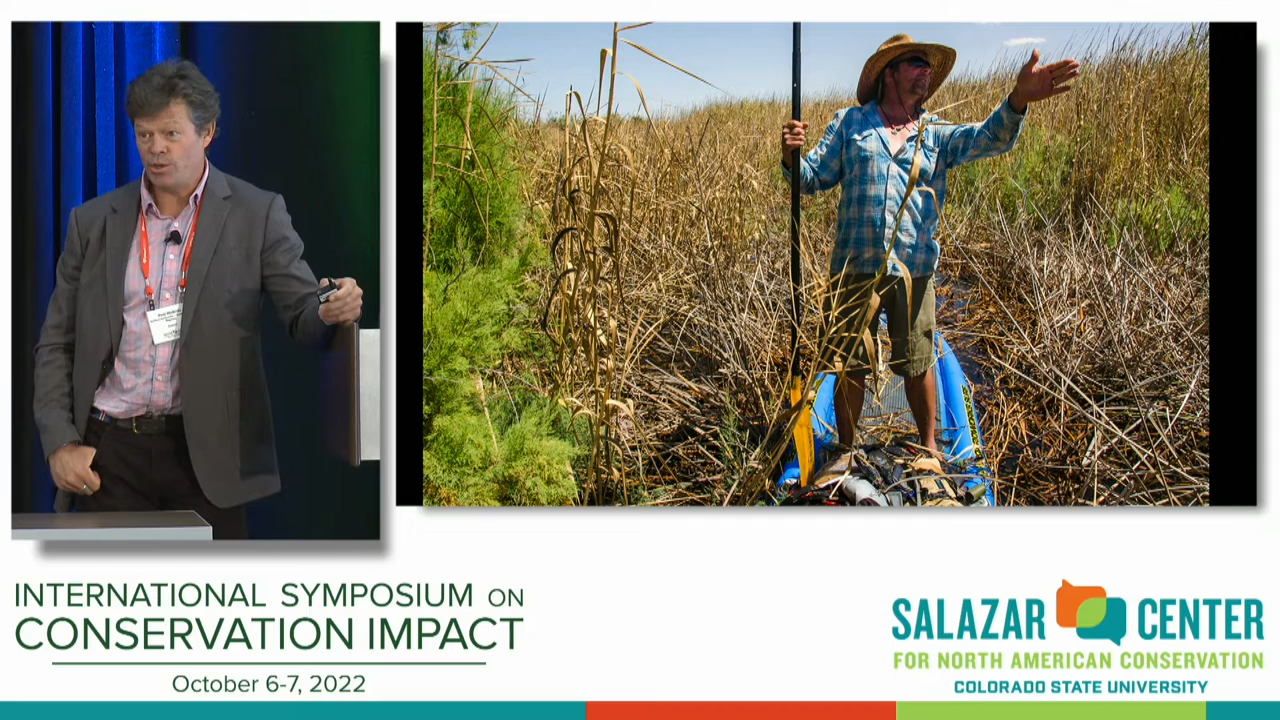 INTERNATIONAL SYMPOSIUM ON
CONSERVATION IMPACT
October 6-7, 2022
SALAZAR CENTER
FOR NORTH AMERICAN CONSERVATION
COLORADO STATE UNIVERSITY